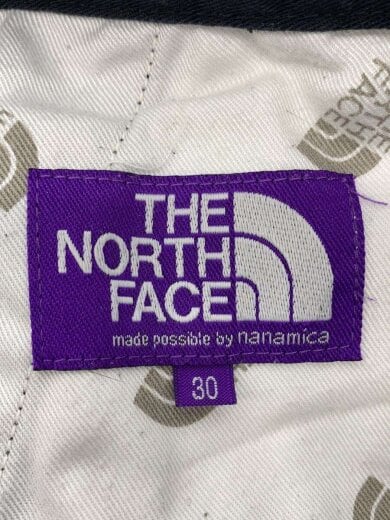 THE
NORTH
FACE
made possible by nanamica
30